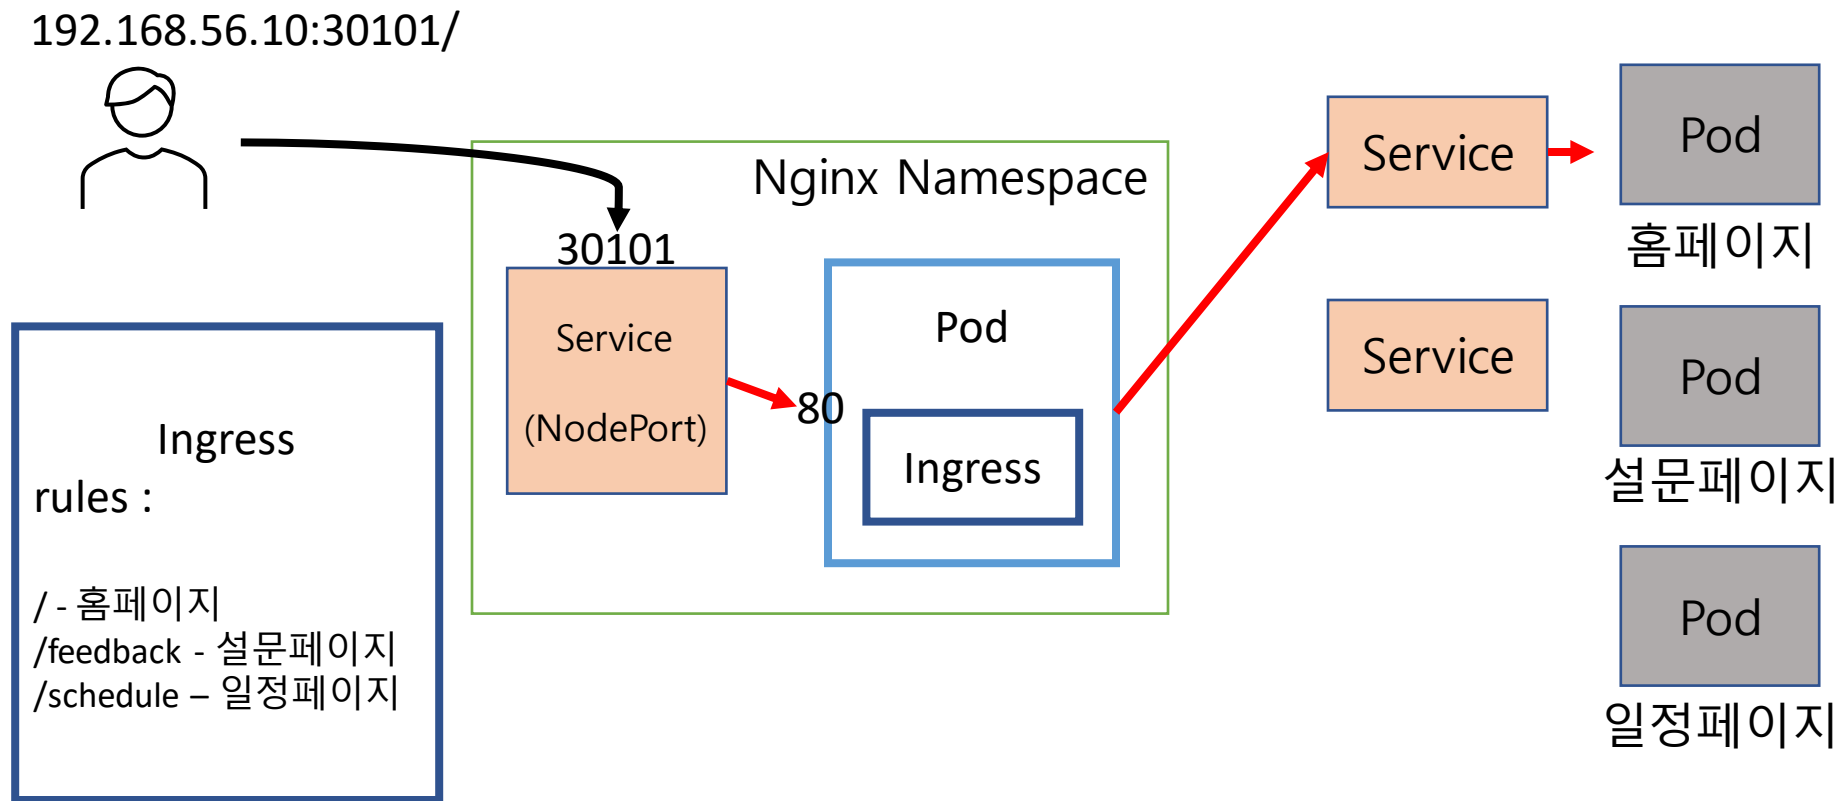 192.168.56.10:30101/
Nginx Namespace
30101
Service
(NodePort)
80
Pod
Ingress
Service
Pod
홈페이지
Service
Pod
설문페이지
Pod
일정페이지
Ingress
rules :
/ - 홈페이지
/feedback - 설문페이지
/schedule – 일정페이지